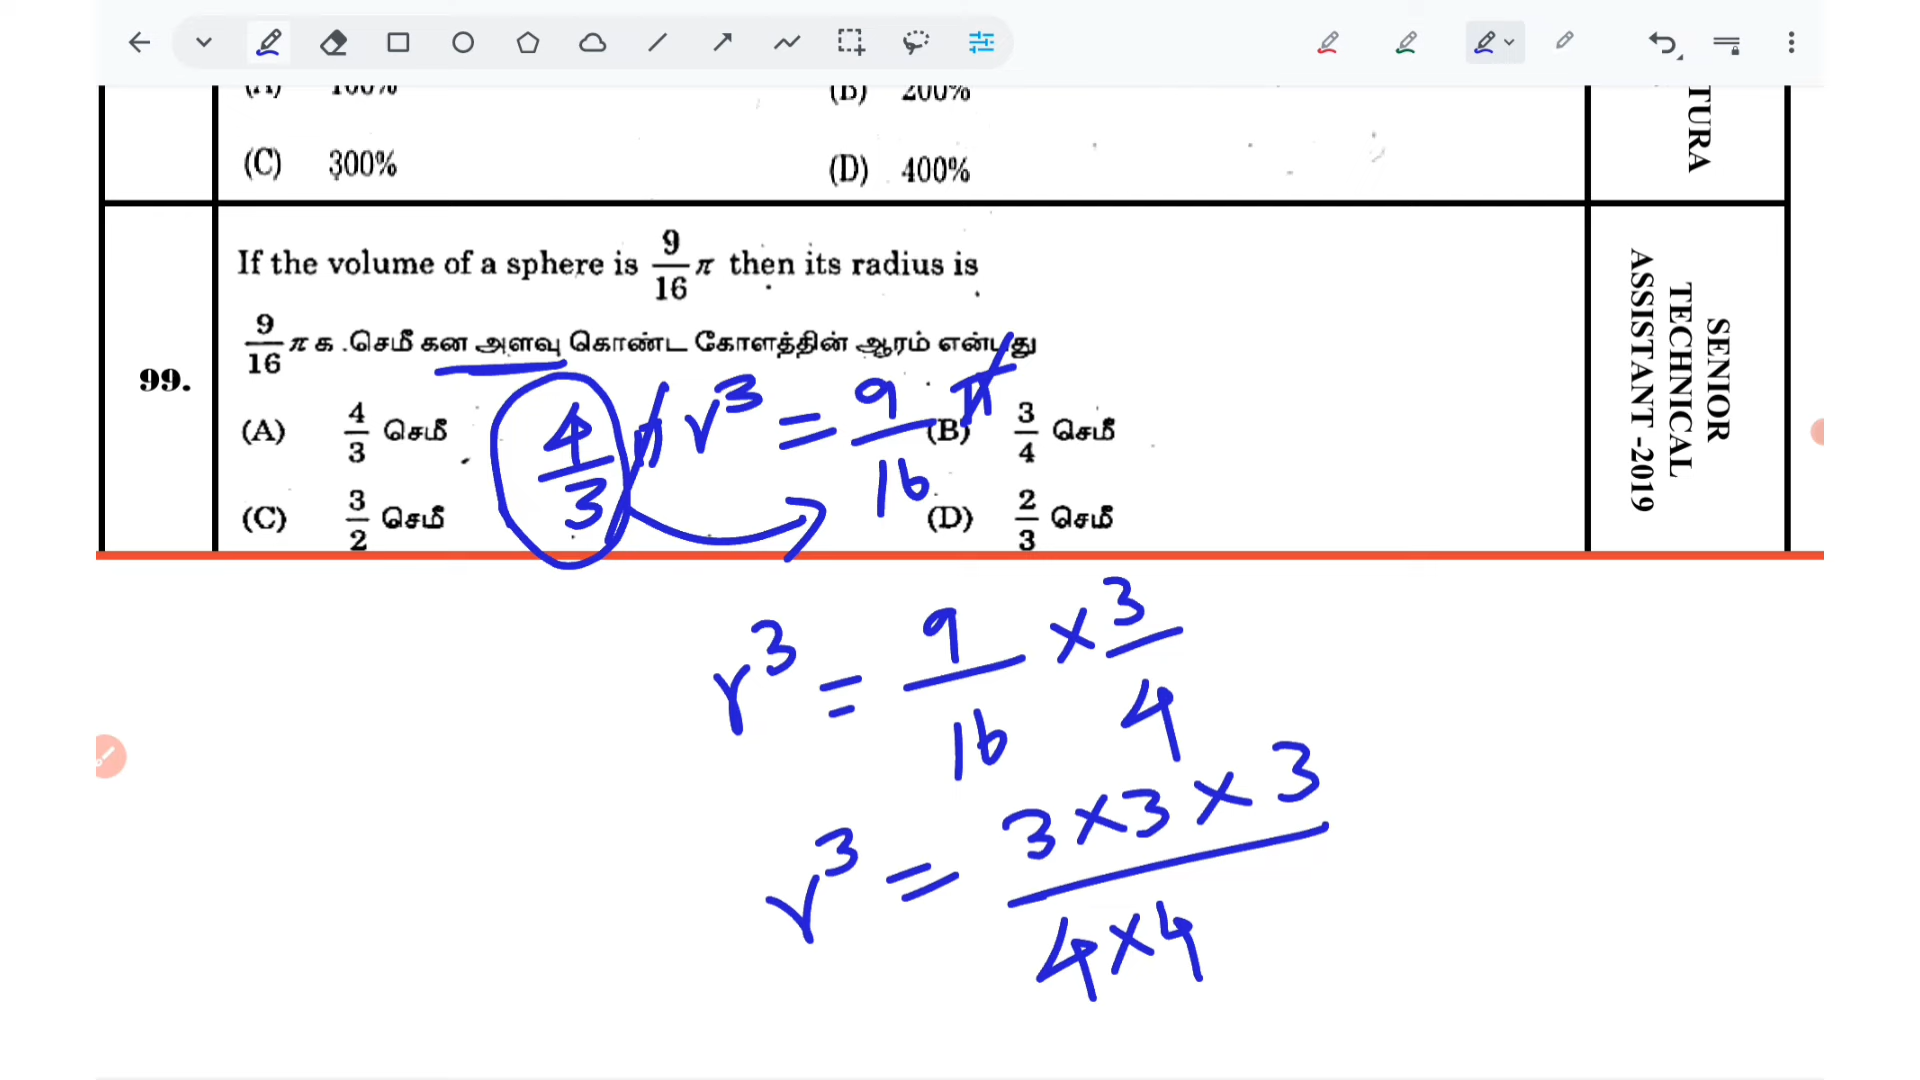 (A) 100% (B) 200%
(C) 300% (D) 400%
TURA
99.
If the volume of a sphere is 9/16 π then its radius is
9/16 π க .செமீ கன அளவு கொண்ட கோளத்தின் ஆரம் என்பது
(A) 4/3 செமீ (B) 3/4 செமீ
(C) 3/2 செமீ (D) 2/3 செமீ
SENIOR
TECHNICAL
ASSISTANT -2019
4/3 π r³ = 9/16 π
r³ = 9/16 × 3/4
r³ = 3×3×3/4×4